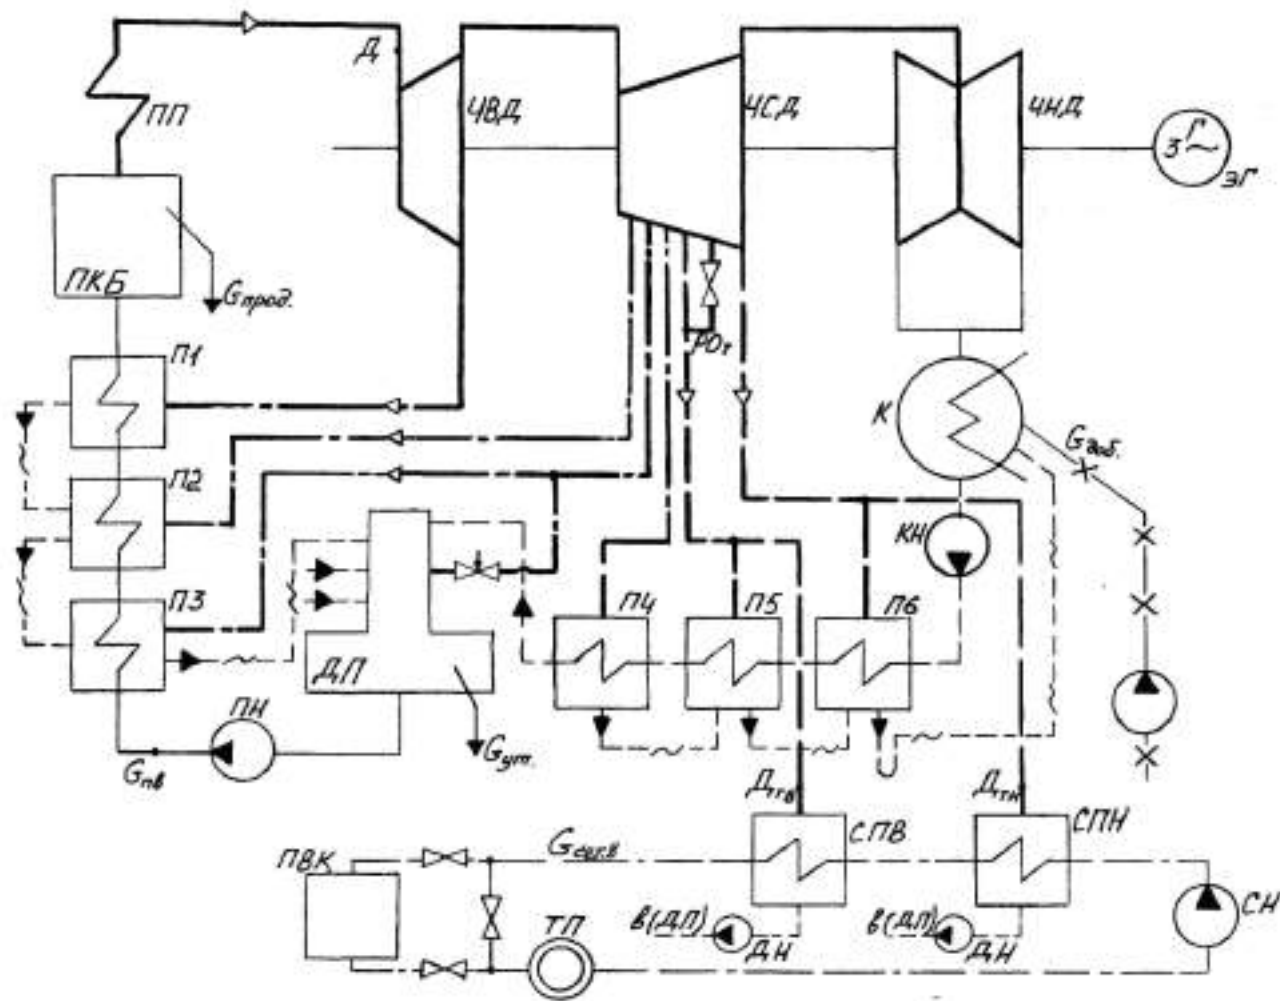 Д
ПП
ЧВД
ЧСД
ЧНД
3 Г
~
ЭГ
ПКБ
Gпрод.
П1
РОт
К
Gдоб.
П2
КН
П3
П4
П5
П6
ДП
ПН
Gпв
Gут.
Дтв
Дтн
СПВ
СПН
ПВК
Gсет.в
СН
в(ДП)
в(ДП)
ТП
ДН
ДН